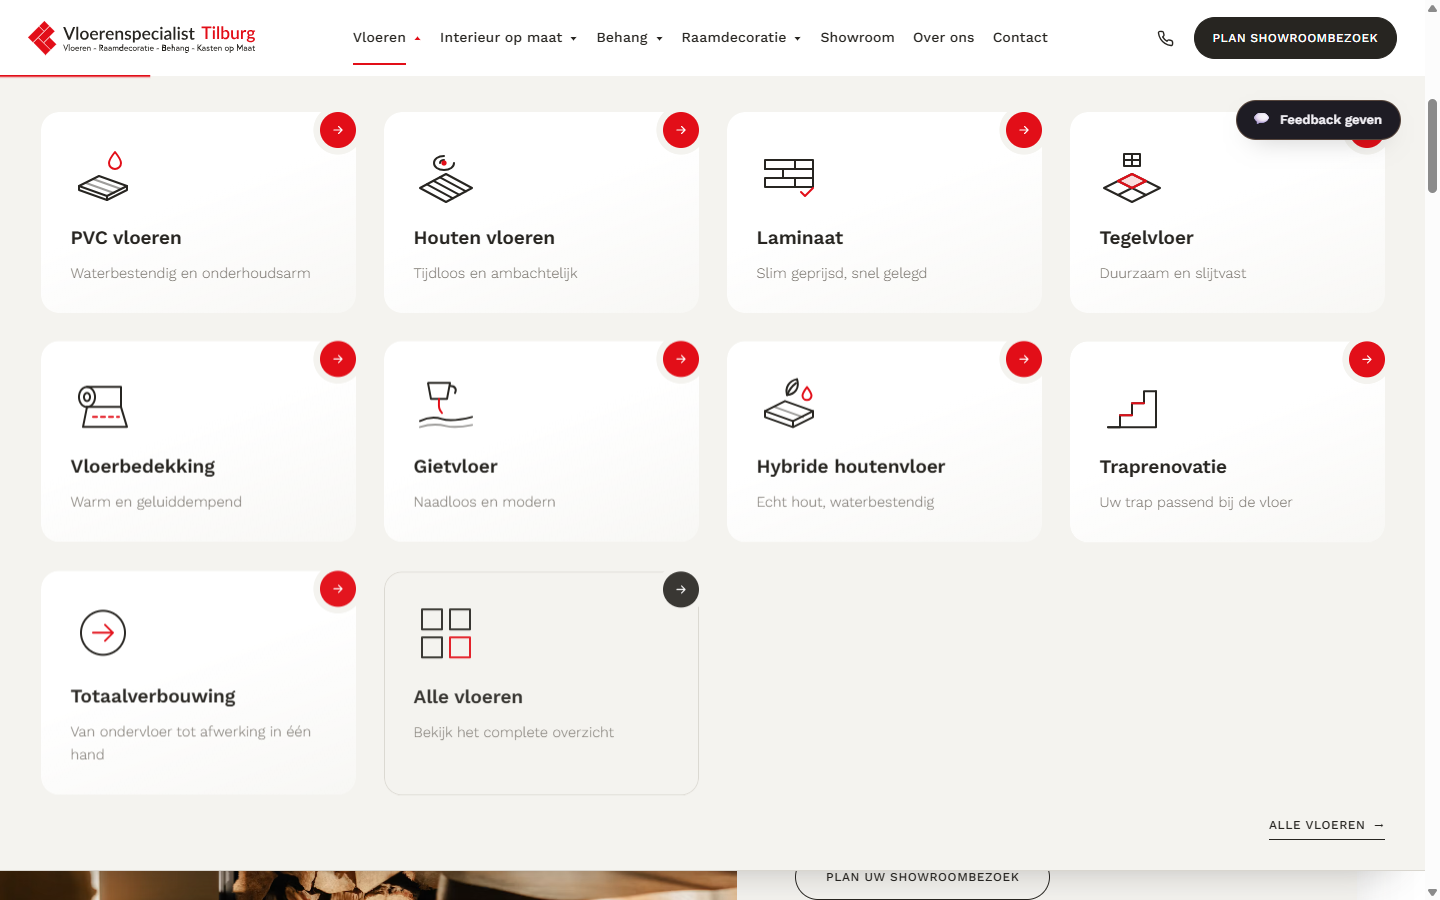 Vloerenspecialist Tilburg
Vloeren - Raamdecoratie - Behang - Kasten op Maat
Vloeren
Interieur op maat
Behang
Raamdecoratie
Showroom
Over ons
Contact
PLAN SHOWROOMBEZOEK
Feedback geven
PVC vloeren
Waterbestendig en onderhoudsarm
Houten vloeren
Tijdloos en ambachtelijk
Laminaat
Slim geprijsd, snel gelegd
Tegelvloer
Duurzaam en slijtvast
Vloerbedekking
Warm en geluiddempend
Gietvloer
Naadloos en modern
Hybride houtenvloer
Echt hout, waterbestendig
Traprenovatie
Uw trap passend bij de vloer
Totaalverbouwing
Van ondervloer tot afwerking in één
hand
Alle vloeren
Bekijk het complete overzicht
ALLE VLOEREN →
PLAN UW SHOWROOMBEZOEK